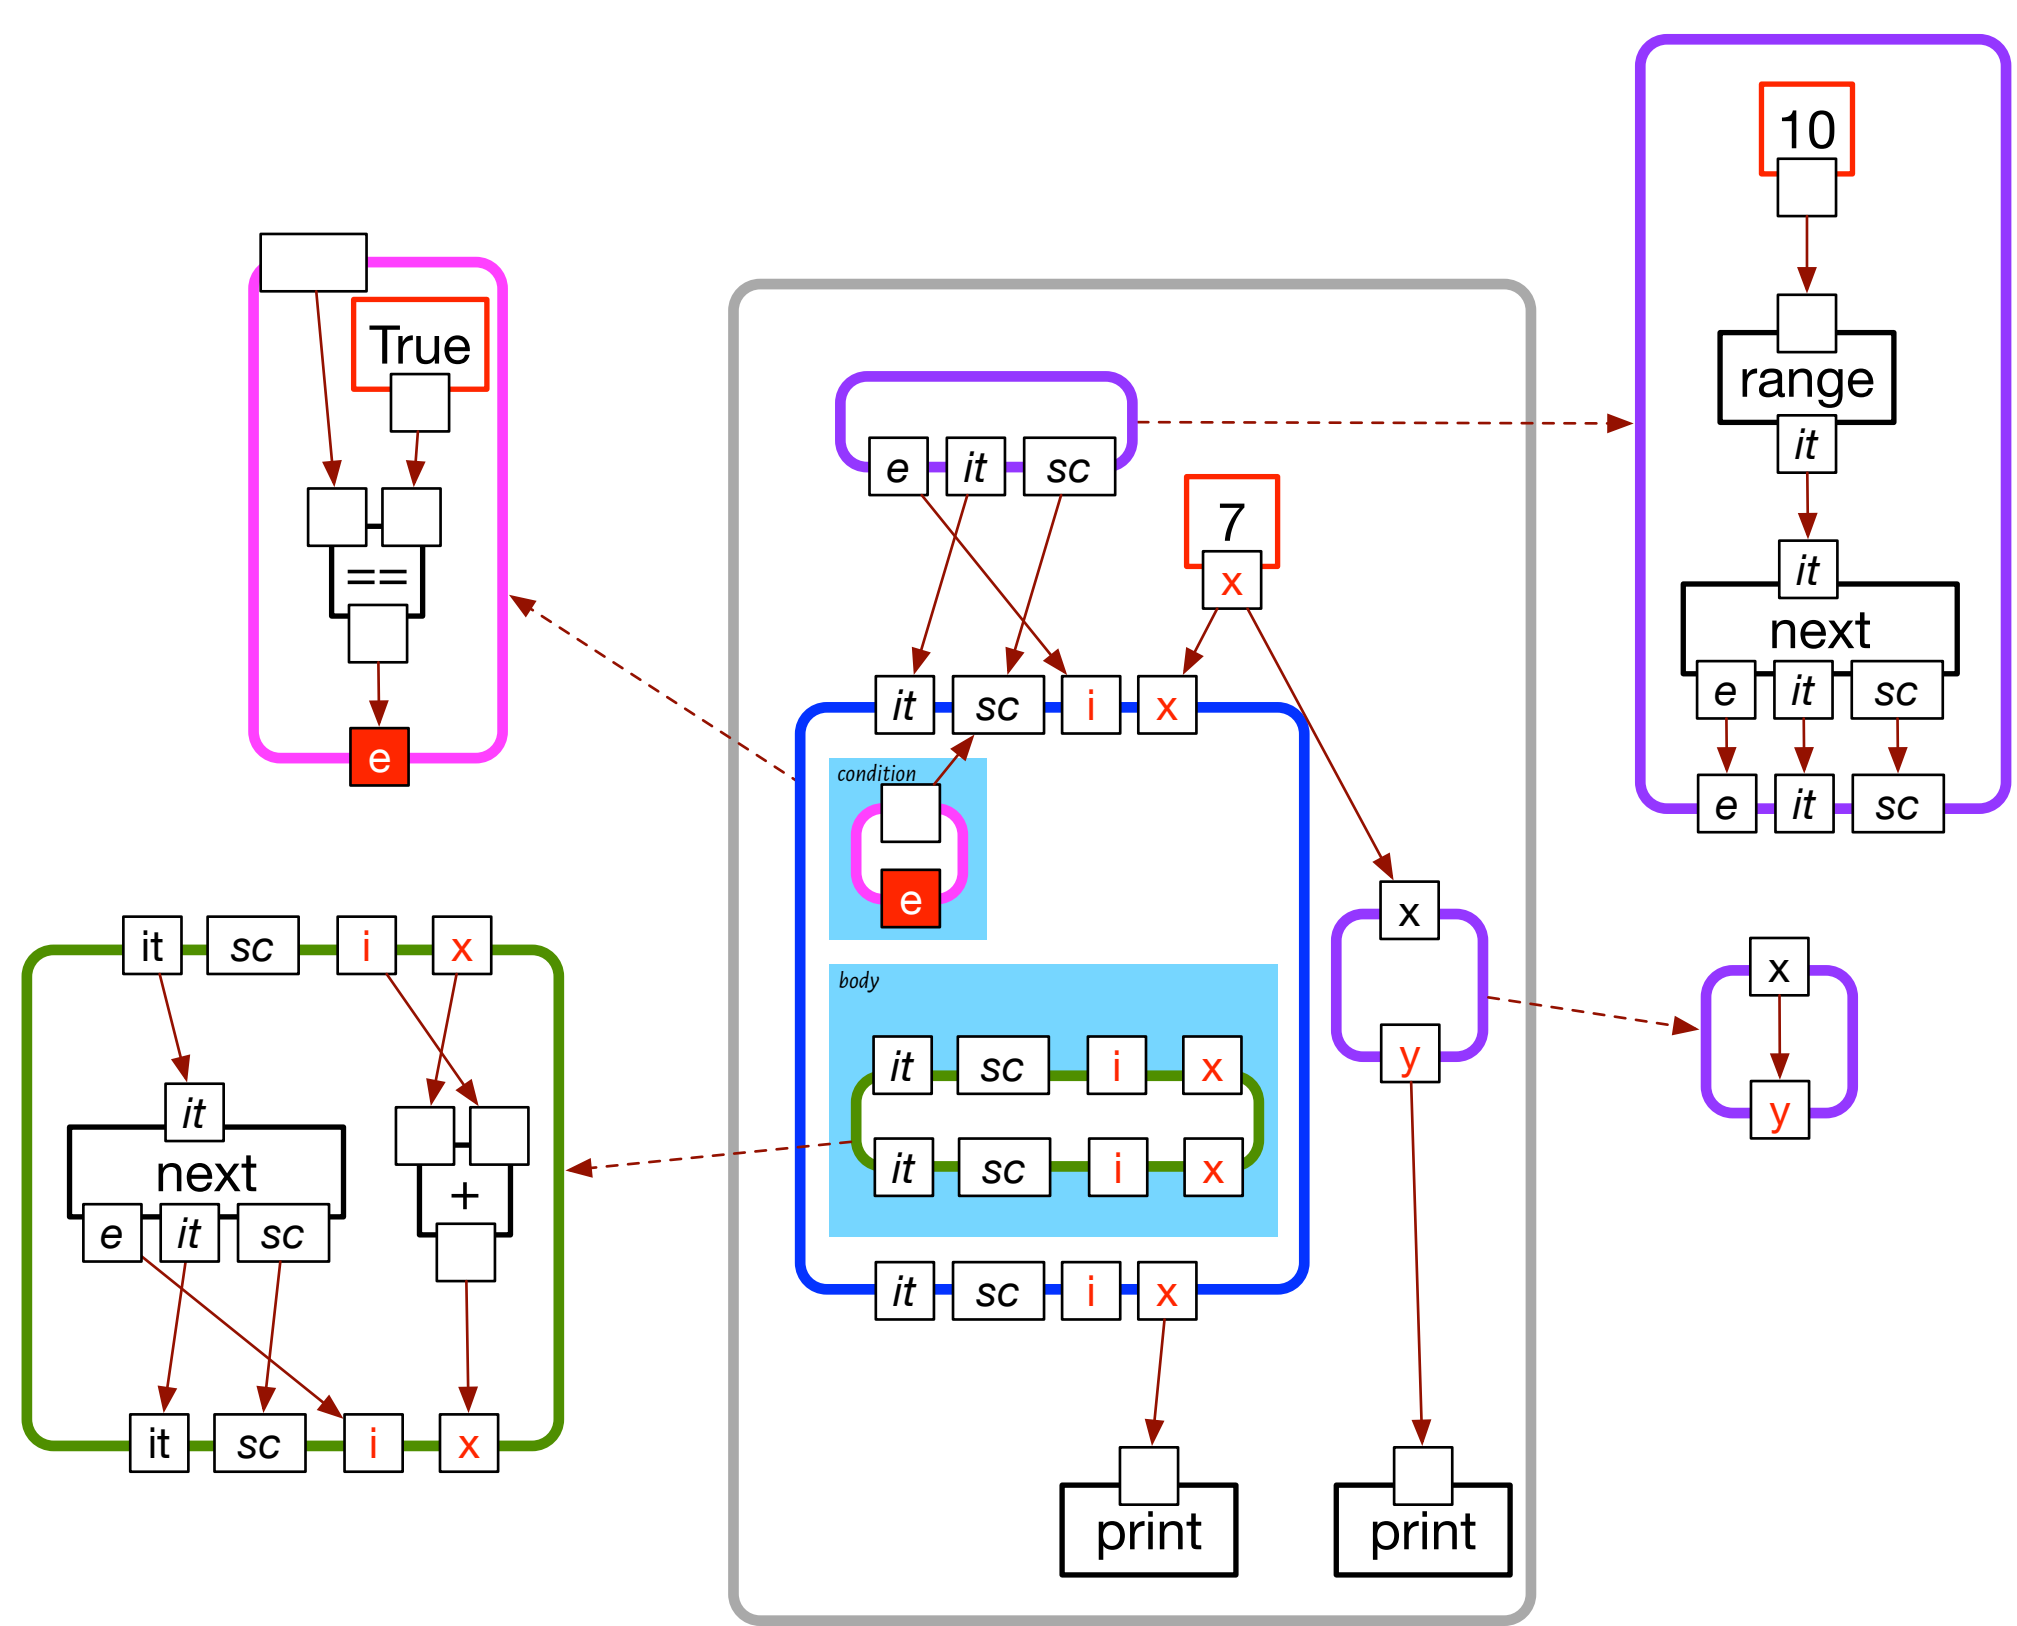 10
range
it
it
next
e it sc
e it sc
True
==
e
e it sc
7
x
it sc i x
condition
e
body
it sc i x
it sc i x
it sc i x
print
x
y
print
x
y
it sc i x
it
next
e it sc
+
it sc i x